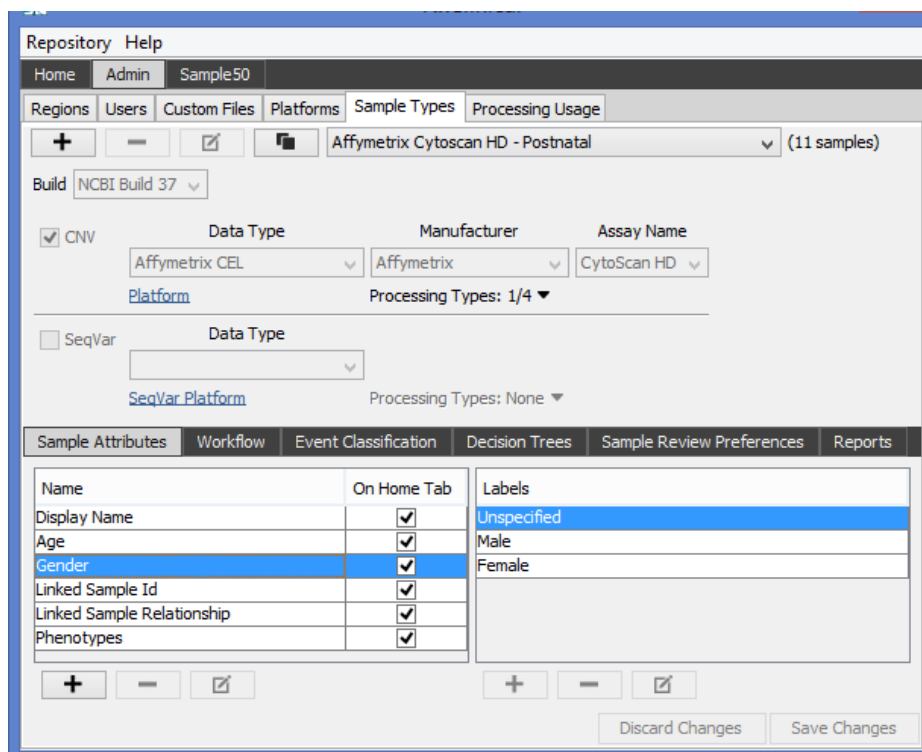 Repository Help
Home Admin Sample50
Regions Users Custom Files Platforms Sample Types Processing Usage
Affymetrix Cytoscan HD - Postnatal (11 samples)
Build NCBI Build 37
CNV Data Type Manufacturer Assay Name
Affymetrix CEL Affymetrix CytoScan HD
Platform Processing Types: 1/4
SeqVar Data Type
SeqVar Platform Processing Types: None
Sample Attributes Workflow Event Classification Decision Trees Sample Review Preferences Reports
Name On Home Tab Labels
Display Name Unspecified
Age Male
Gender Female
Linked Sample Id
Linked Sample Relationship
Phenotypes
Discard Changes Save Changes